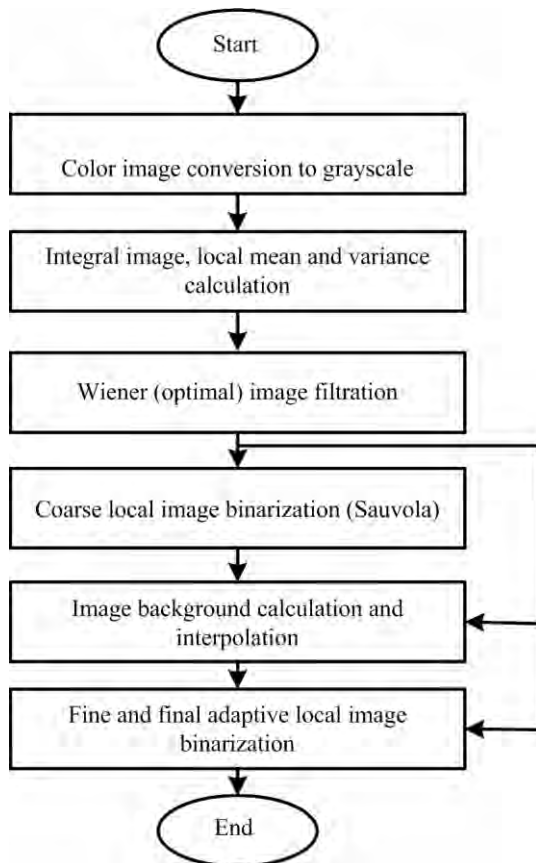 Start
Color image conversion to grayscale
Integral image, local mean and variance
calculation
Wiener (optimal) image filtration
Coarse local image binarization (Sauvola)
Image background calculation and
interpolation
Fine and final adaptive local image
binarization
End